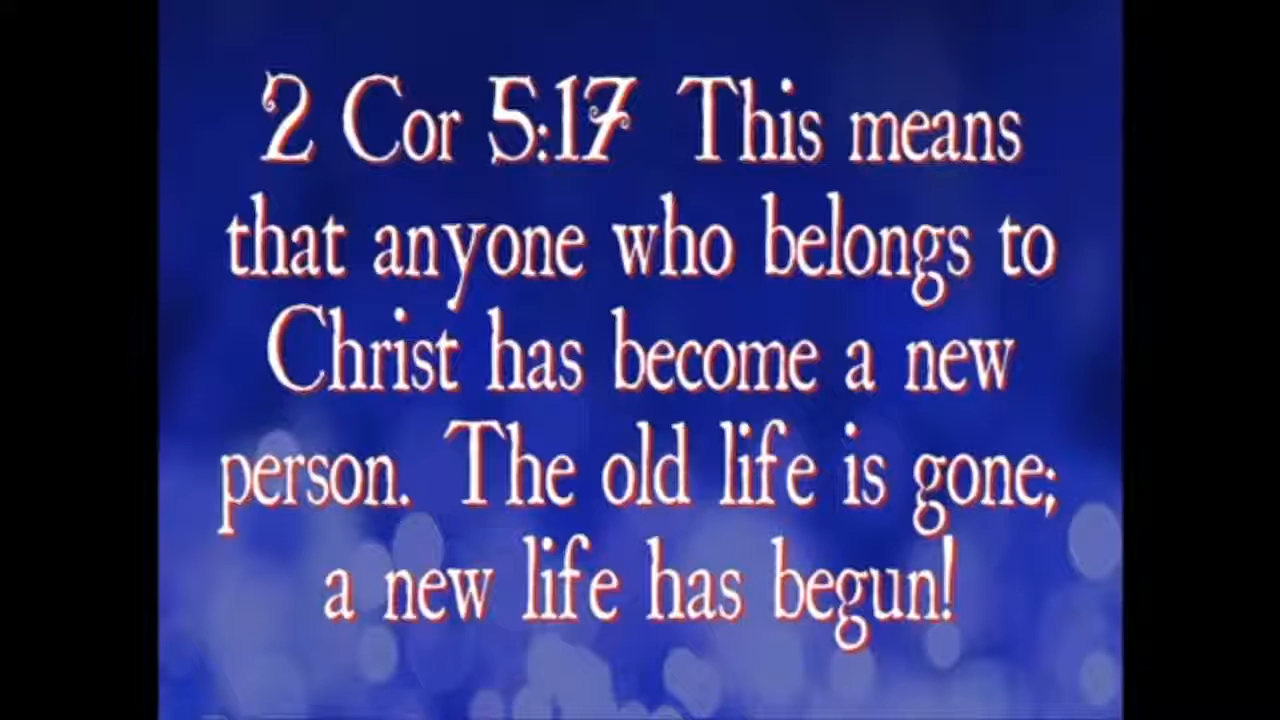 2 Cor 5:17 This means
that anyone who belongs to
Christ has become a new
person. The old life is gone;
a new life has begun!